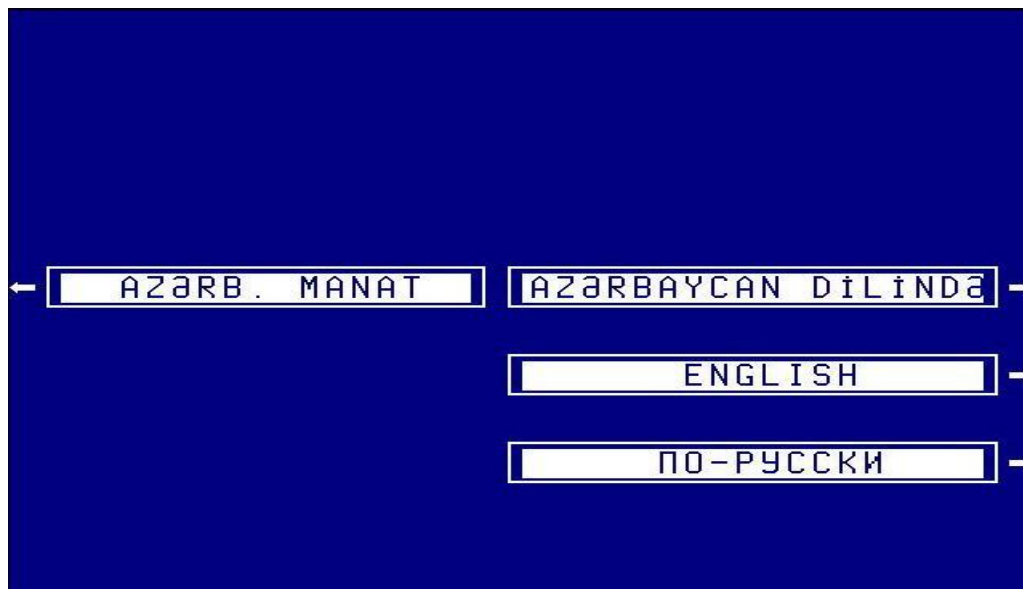 AZƏRB. MANAT
AZƏRBAYCAN DİLİNDƏ
ENGLISH
ПО-РУССКИ